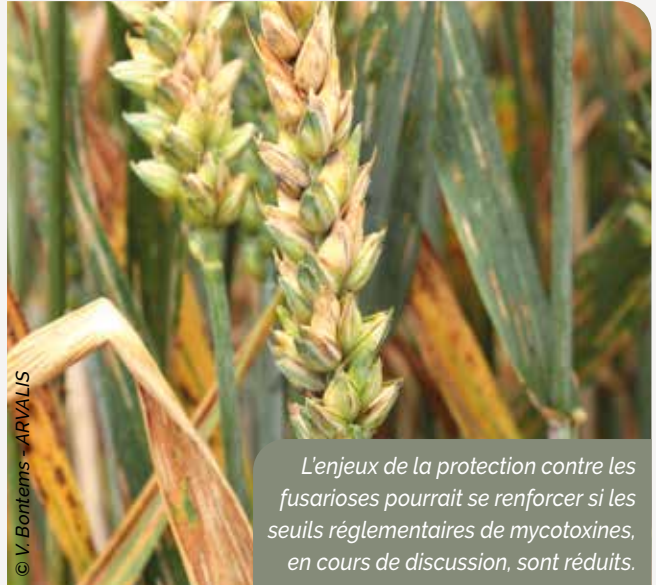 L'enjeux de la protection contre les
fusarioses pourrait se renforcer si les
seuils réglementaires de mycotoxines,
en cours de discussion, sont réduits.
© V. Bontems - ARVALIS